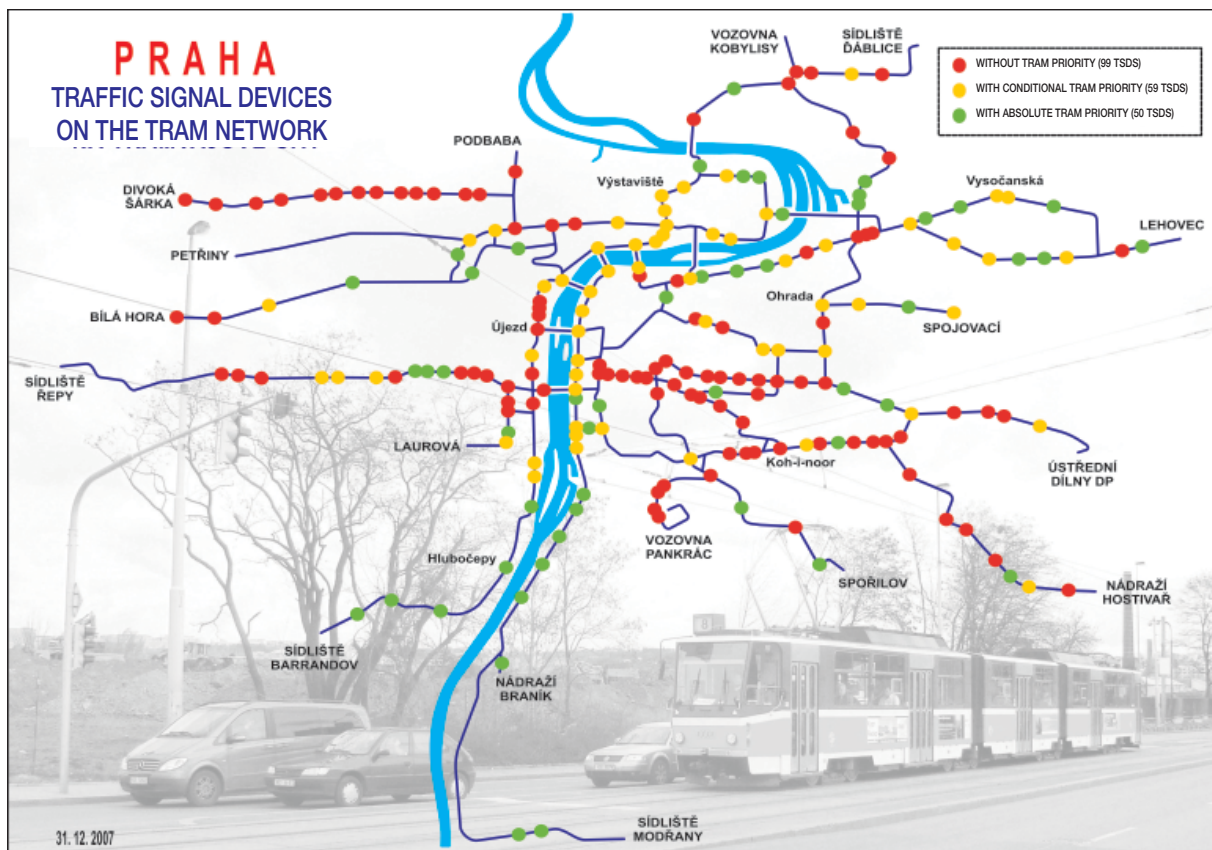 PRAHA
TRAFFIC SIGNAL DEVICES
ON THE TRAM NETWORK
WITHOUT TRAM PRIORITY (99 TSDS)
WITH CONDITIONAL TRAM PRIORITY (59 TSDS)
WITH ABSOLUTE TRAM PRIORITY (50 TSDS)
VOZOVNA
KOBYLISY
SÍDLIŠTĚ
ĎÁBLICE
PODBABA
DIVOKÁ
ŠÁRKA
Výstaviště
Vysočanská
LEHOVEC
PETŘINY
BÍLÁ HORA
Újezd
Ohrada
SPOJOVACÍ
SÍDLIŠTĚ
ŘEPY
LAUROVÁ
Koh-i-noor
ÚSTŘEDNÍ
DÍLNY DP
VOZOVNA
PANKRÁC
Hlubočepy
SPOŘILOV
NÁDRAŽÍ
HOSTIVAŘ
SÍDLIŠTĚ
BARRANDOV
NÁDRAŽÍ
BRANÍK
8
SÍDLIŠTĚ
MODŘANY
31. 12. 2007